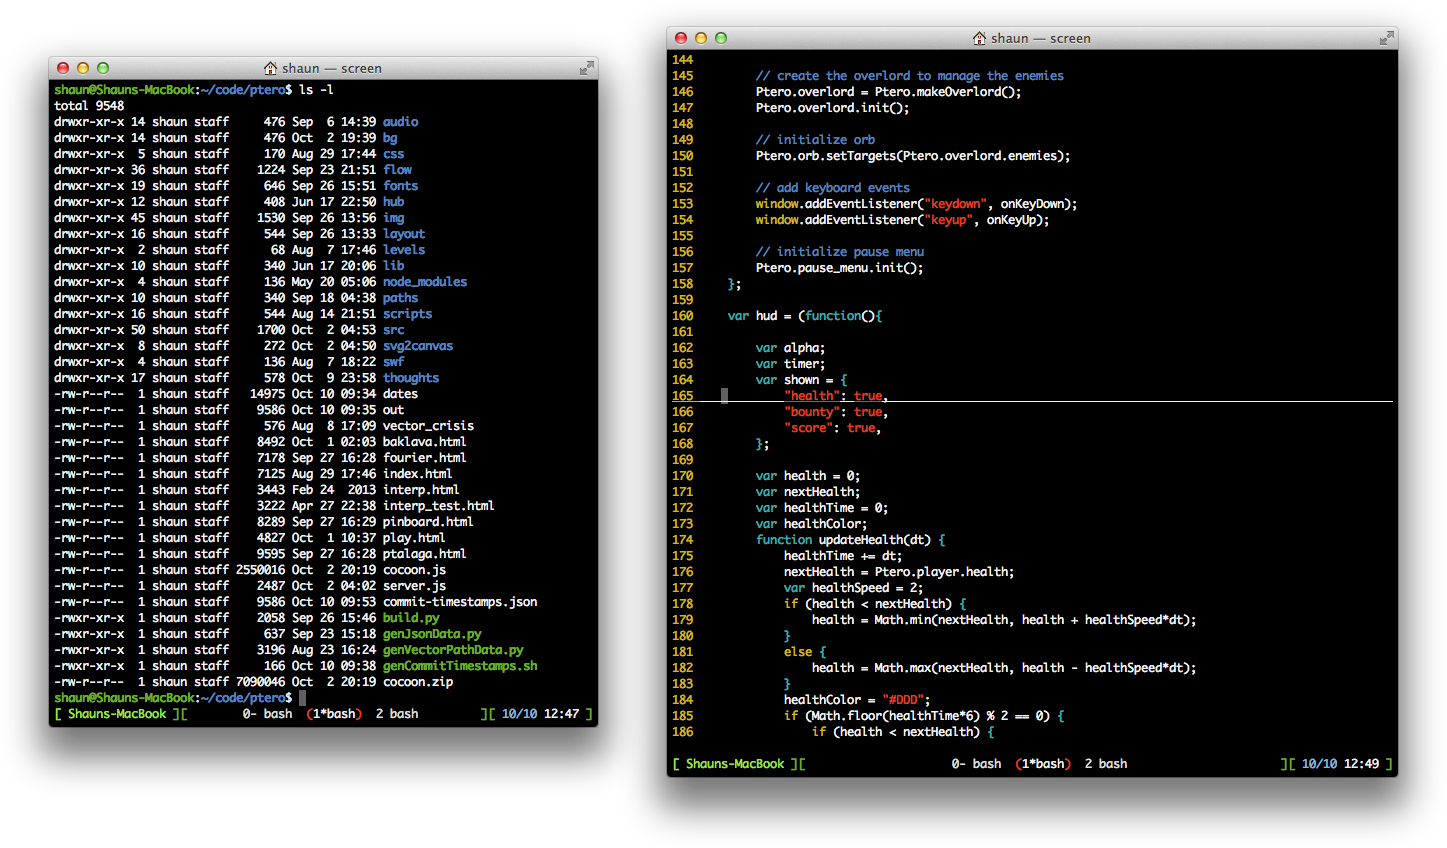 shaun — screen
shaun@Shauns-MacBook:~/code/ptero$ ls -l
total 9548
drwxr-xr-x 14 shaun staff     476 Sep  6 14:39 audio
drwxr-xr-x 14 shaun staff     476 Oct  2 19:39 bg
drwxr-xr-x  5 shaun staff     170 Aug 29 17:44 css
drwxr-xr-x 36 shaun staff    1224 Sep 23 21:51 flow
drwxr-xr-x 19 shaun staff     646 Sep 26 15:51 fonts
drwxr-xr-x 12 shaun staff     408 Jun 17 22:50 hub
drwxr-xr-x 45 shaun staff    1530 Sep 26 13:56 img
drwxr-xr-x 16 shaun staff     544 Sep 26 13:33 layout
drwxr-xr-x  2 shaun staff      68 Aug  7 17:46 levels
drwxr-xr-x 10 shaun staff     340 Jun 17 20:06 lib
drwxr-xr-x  4 shaun staff     136 May 20 05:06 node_modules
drwxr-xr-x 10 shaun staff     340 Sep 18 04:38 paths
drwxr-xr-x 16 shaun staff     544 Aug 14 21:51 scripts
drwxr-xr-x 50 shaun staff    1700 Oct  2 04:53 src
drwxr-xr-x  8 shaun staff     272 Oct  2 04:50 svg2canvas
drwxr-xr-x  4 shaun staff     136 Aug  7 18:22 swf
drwxr-xr-x 17 shaun staff     578 Oct  9 23:58 thoughts
-rw-r--r--  1 shaun staff   14975 Oct 10 09:34 dates
-rw-r--r--  1 shaun staff    9586 Oct 10 09:35 out
-rw-r--r--  1 shaun staff     576 Aug  8 17:09 vector_crisis
-rw-r--r--  1 shaun staff    8492 Oct  1 02:03 baklava.html
-rw-r--r--  1 shaun staff    7178 Sep 27 16:28 fourier.html
-rw-r--r--  1 shaun staff    7125 Aug 29 17:46 index.html
-rw-r--r--  1 shaun staff    3443 Feb 24  2013 interp.html
-rw-r--r--  1 shaun staff    3222 Apr 27 22:38 interp_test.html
-rw-r--r--  1 shaun staff    8289 Sep 27 16:29 pinboard.html
-rw-r--r--  1 shaun staff    4827 Oct  1 10:37 play.html
-rw-r--r--  1 shaun staff    9595 Sep 27 16:28 ptalaga.html
-rw-r--r--  1 shaun staff 2550016 Oct  2 20:19 cocoon.js
-rw-r--r--  1 shaun staff    2487 Oct  2 04:02 server.js
-rw-r--r--  1 shaun staff    9586 Oct 10 09:53 commit-timestamps.json
-rwxr-xr-x  1 shaun staff    2058 Sep 26 15:46 build.py
-rwxr-xr-x  1 shaun staff     637 Sep 23 15:18 genJsonData.py
-rwxr-xr-x  1 shaun staff    3196 Aug 23 16:24 genVectorPathData.py
-rwxr-xr-x  1 shaun staff     166 Oct 10 09:38 genCommitTimestamps.sh
-rw-r--r--  1 shaun staff 7090046 Oct  2 20:19 cocoon.zip
shaun@Shauns-MacBook:~/code/ptero$
[ Shauns-MacBook ][        0- bash  (1*bash)  2 bash         ][ 10/10 12:47 ]
shaun — screen
144
145         // create the overlord to manage the enemies
146         Ptero.overlord = Ptero.makeOverlord();
147         Ptero.overlord.init();
148
149         // initialize orb
150         Ptero.orb.setTargets(Ptero.overlord.enemies);
151
152         // add keyboard events
153         window.addEventListener("keydown", onKeyDown);
154         window.addEventListener("keyup", onKeyUp);
155
156         // initialize pause menu
157         Ptero.pause_menu.init();
158     };
159
160     var hud = (function(){
161
162         var alpha;
163         var timer;
164         var shown = {
165             "health": true,
166             "bounty": true,
167             "score": true,
168         };
169
170         var health = 0;
171         var nextHealth;
172         var healthTime = 0;
173         var healthColor;
174         function updateHealth(dt) {
175             healthTime += dt;
176             nextHealth = Ptero.player.health;
177             var healthSpeed = 2;
178             if (health < nextHealth) {
179                 health = Math.min(nextHealth, health + healthSpeed*dt);
180             }
181             else {
182                 health = Math.max(nextHealth, health - healthSpeed*dt);
183             }
184             healthColor = "#DDD";
185             if (Math.floor(healthTime*6) % 2 == 0) {
186                 if (health < nextHealth) {
[ Shauns-MacBook ][                     0- bash  (1*bash)  2 bash                      ][ 10/10 12:49 ]